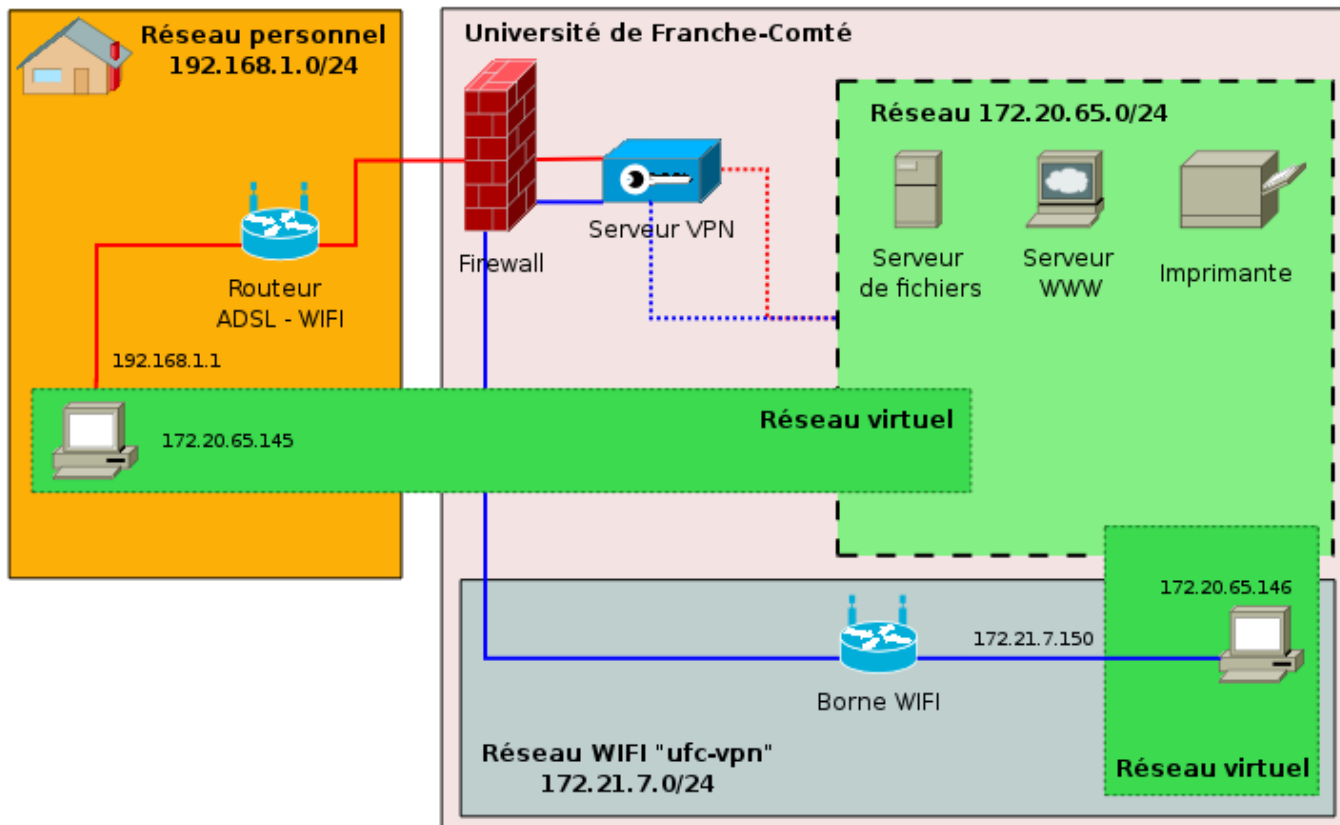 Réseau personnel
192.168.1.0/24
Université de Franche-Comté
Réseau 172.20.65.0/24
Serveur VPN
Firewall
Serveur
de fichiers
Serveur
WWW
Imprimante
Routeur
ADSL - WIFI
192.168.1.1
172.20.65.145
Réseau virtuel
172.20.65.146
172.21.7.150
Borne WIFI
Réseau WIFI "ufc-vpn"
172.21.7.0/24
Réseau virtuel